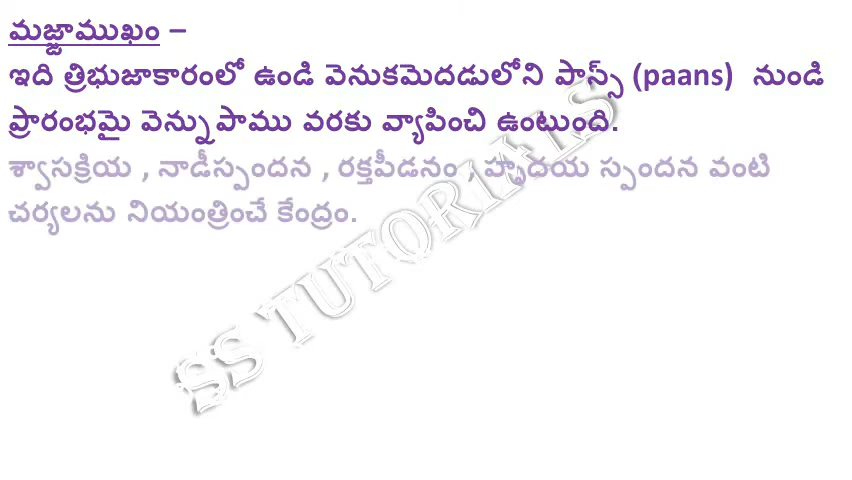 మజ్జాముఖం –
ఇది త్రిభుజాకారంలో ఉండి వెనుకమెదడులోని పాన్స్ (paans) నుండి
ప్రారంభమై వెన్నుపాము వరకు వ్యాపించి ఉంటుంది.
శ్వాసక్రియ , నాడీస్పందన , రక్తపీడనం , హృదయ స్పందన వంటి
చర్యలను నియంత్రించే కేంద్రం.
SS TUTORIALS